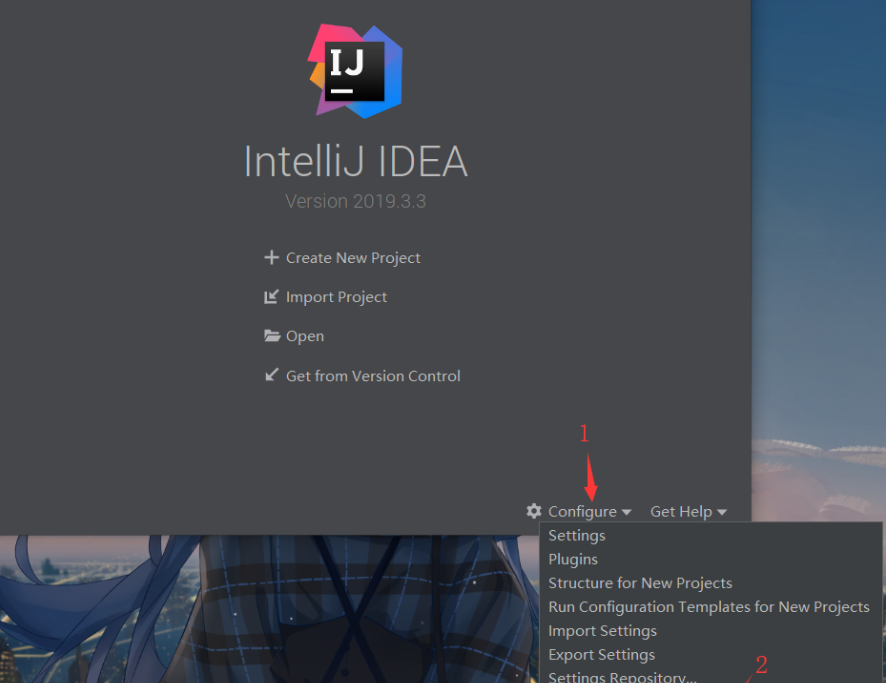 IJ
IntelliJ IDEA
Version 2019.3.3
Create New Project
Import Project
Open
Get from Version Control
1
Configure Get Help
Settings
Plugins
Structure for New Projects
Run Configuration Templates for New Projects
Import Settings
Export Settings
2
Settings Repository...